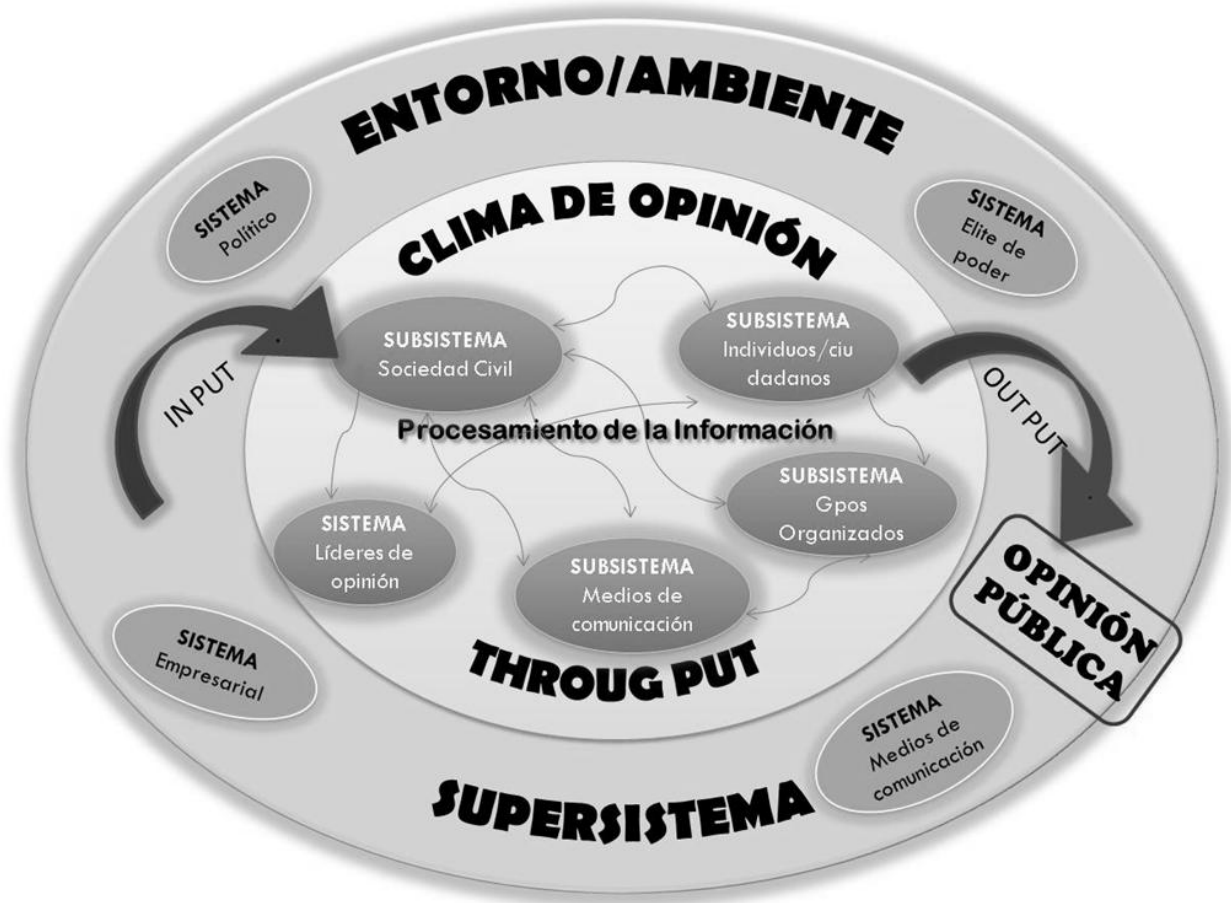 ENTORNO/AMBIENTE
SISTEMA
Político
SISTEMA
Elite de
poder
CLIMA DE OPINIÓN
SUBSISTEMA
Sociedad Civil
SUBSISTEMA
Individuos/ciu
dadanos
IN PUT
OUT PUT
Procesamiento de la Información
SISTEMA
Líderes de
opinión
SUBSISTEMA
Medios de
comunicación
SUBSISTEMA
Gpos
Organizados
OPINIÓN
PÚBLICA
THROUG PUT
SISTEMA
Empresarial
SISTEMA
Medios de
comunicación
SUPERSISTEMA